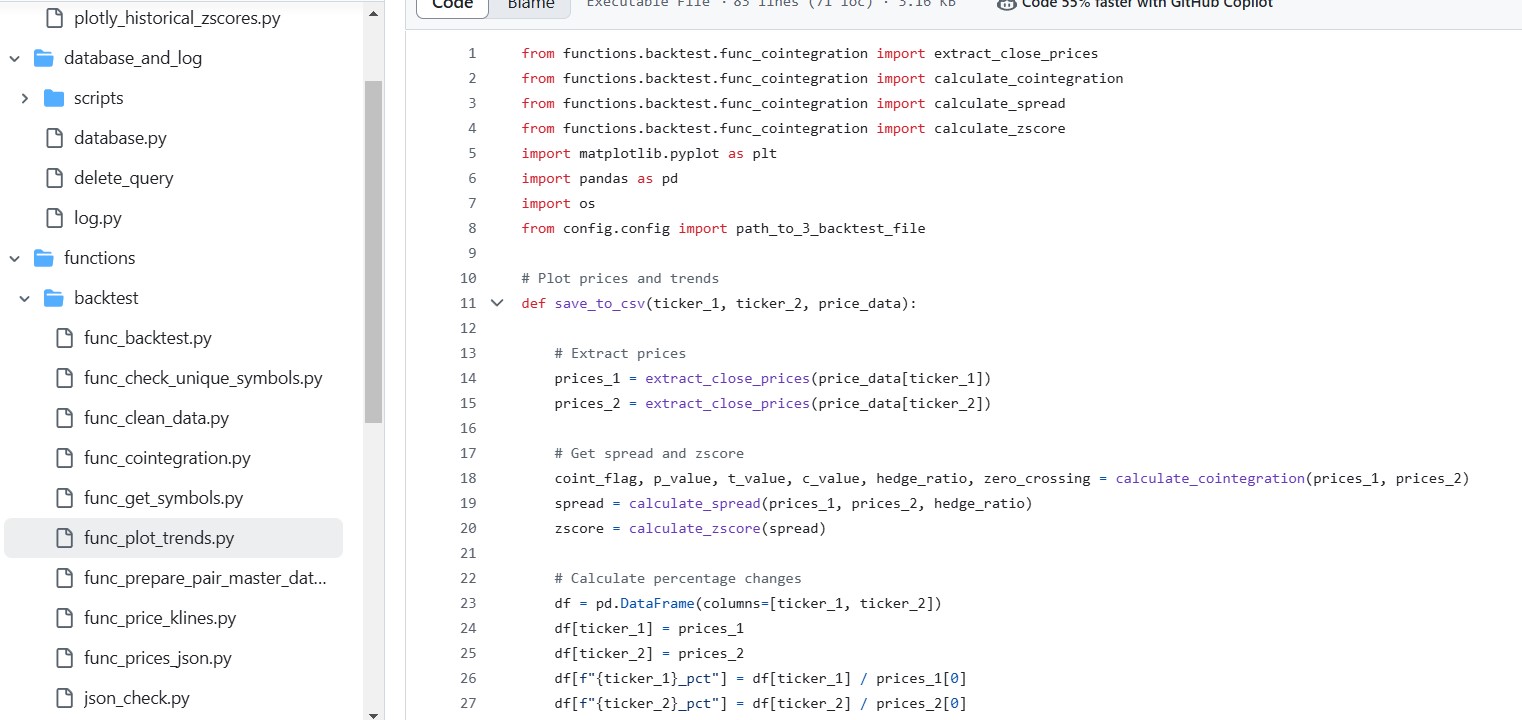 plotly_historical_zscores.py
database_and_log
scripts
database.py
delete_query
log.py
functions
backtest
func_backtest.py
func_check_unique_symbols.py
func_clean_data.py
func_cointegration.py
func_get_symbols.py
func_plot_trends.py
func_prepare_pair_master_dat...
func_price_klines.py
func_prices_json.py
json_check.py
Code Blame Executable File · 85 lines (71 loc) · 3.16 KB Code 55% faster with GitHub Copilot
1 from functions.backtest.func_cointegration import extract_close_prices
2 from functions.backtest.func_cointegration import calculate_cointegration
3 from functions.backtest.func_cointegration import calculate_spread
4 from functions.backtest.func_cointegration import calculate_zscore
5 import matplotlib.pyplot as plt
6 import pandas as pd
7 import os
8 from config.config import path_to_3_backtest_file
9
10 # Plot prices and trends
11 def save_to_csv(ticker_1, ticker_2, price_data):
12
13 # Extract prices
14 prices_1 = extract_close_prices(price_data[ticker_1])
15 prices_2 = extract_close_prices(price_data[ticker_2])
16
17 # Get spread and zscore
18 coint_flag, p_value, t_value, c_value, hedge_ratio, zero_crossing = calculate_cointegration(prices_1, prices_2)
19 spread = calculate_spread(prices_1, prices_2, hedge_ratio)
20 zscore = calculate_zscore(spread)
21
22 # Calculate percentage changes
23 df = pd.DataFrame(columns=[ticker_1, ticker_2])
24 df[ticker_1] = prices_1
25 df[ticker_2] = prices_2
26 df[f"{ticker_1}_pct"] = df[ticker_1] / prices_1[0]
27 df[f"{ticker_2}_pct"] = df[ticker_2] / prices_2[0]